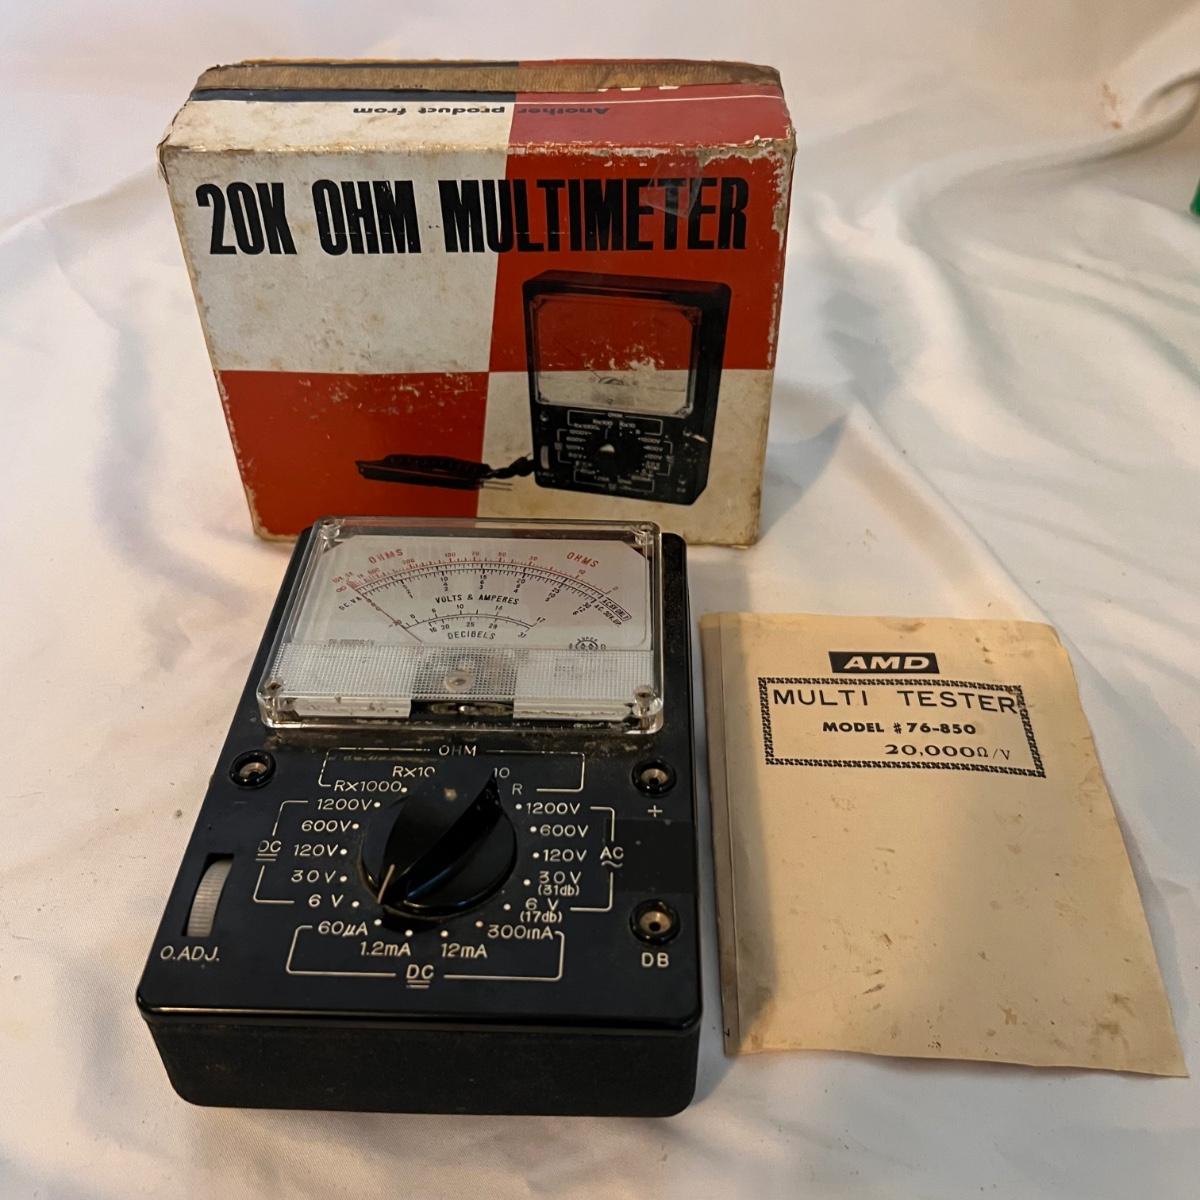 Another product from
20K OHM MULTIMETER
OHMS
OHMS
VOLTS & AMPERES
DECIBELS
OHM
RX10
10
RX1000
R
1200V
1200V
600V
600V
DC
120V
120V
AC
30V
30V
(31db)
6V
6V
(17db)
60µA
300mA
1.2mA
12mA
DC
O.ADJ.
+
DB
AMD
MULTI TESTER
MODEL #76-850
20,000Ω/V